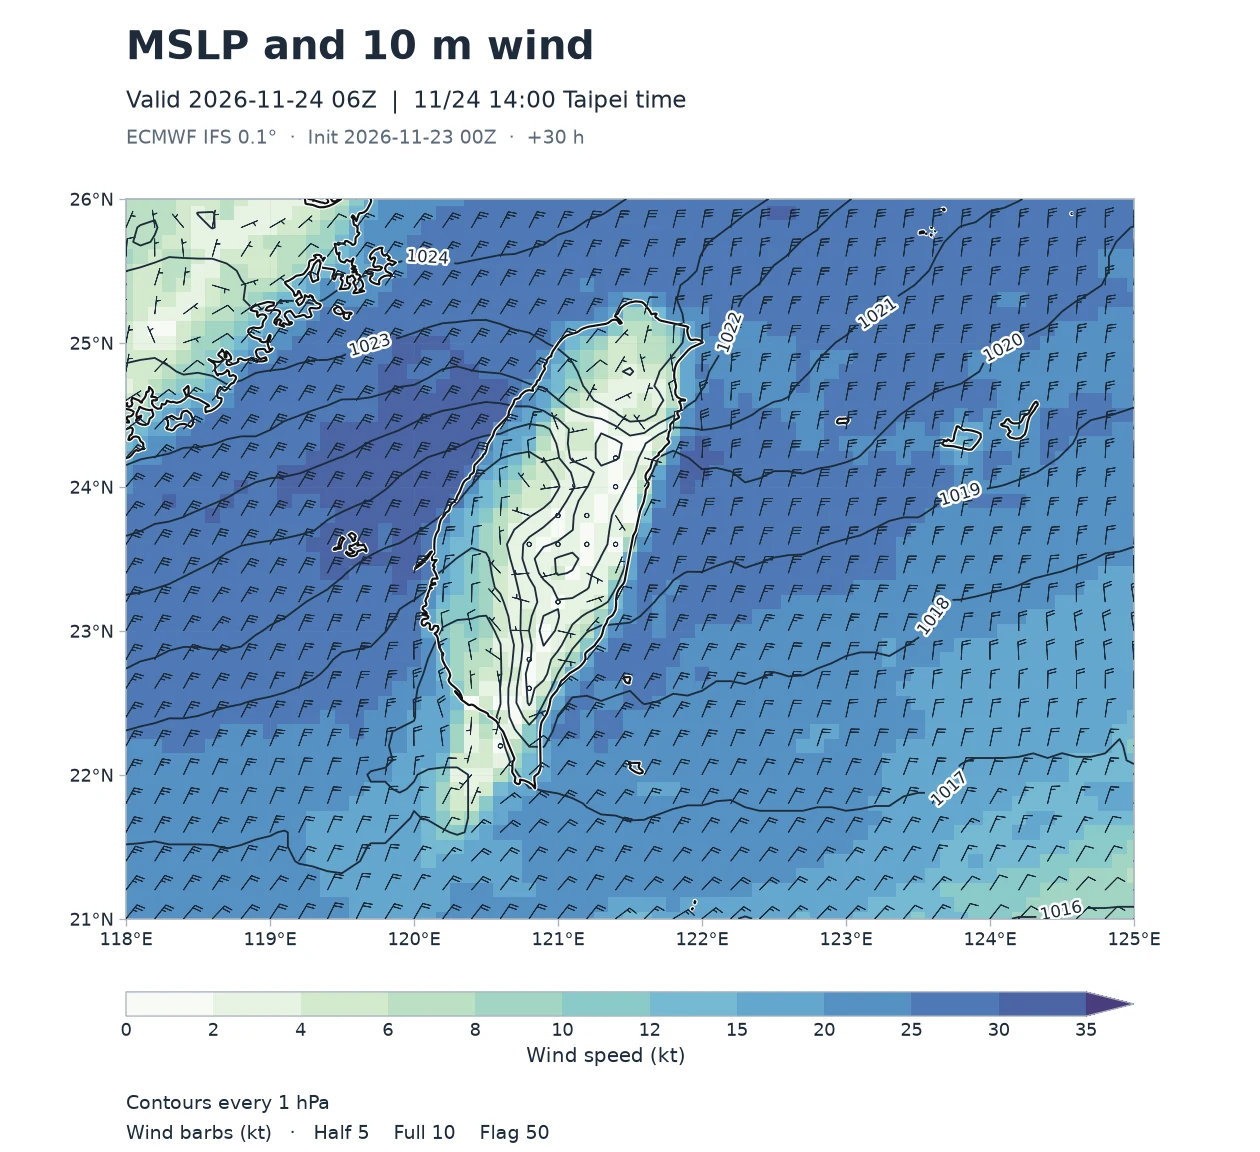 MSLP and 10 m wind
Valid 2026-11-24 06Z | 11/24 14:00 Taipei time
ECMWF IFS 0.1° · Init 2026-11-23 00Z · +30 h
26°N
25°N
24°N
23°N
22°N
21°N
1024
1023
1022
1021
1020
1019
1018
1017
1016
118°E 119°E 120°E 121°E 122°E 123°E 124°E 125°E
0 2 4 6 8 10 12 15 20 25 30 35
Wind speed (kt)
Contours every 1 hPa
Wind barbs (kt) · Half 5 Full 10 Flag 50